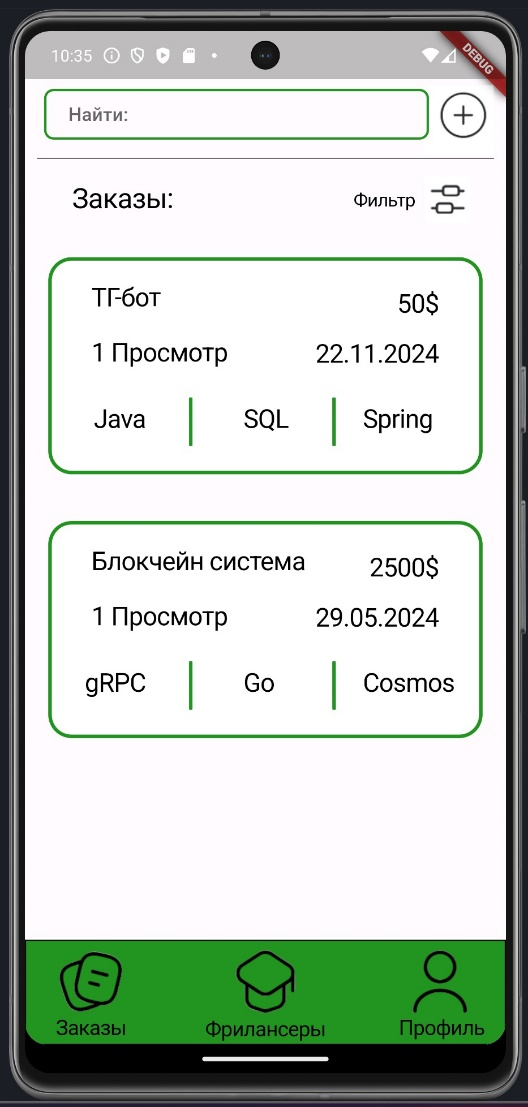 10:35
DEBUG
Найти:
Заказы:
Фильтр
ТГ-бот
50$
1 Просмотр
22.11.2024
Java
SQL
Spring
Блокчейн система
2500$
1 Просмотр
29.05.2024
gRPC
Go
Cosmos
Заказы
Фрилансеры
Профиль